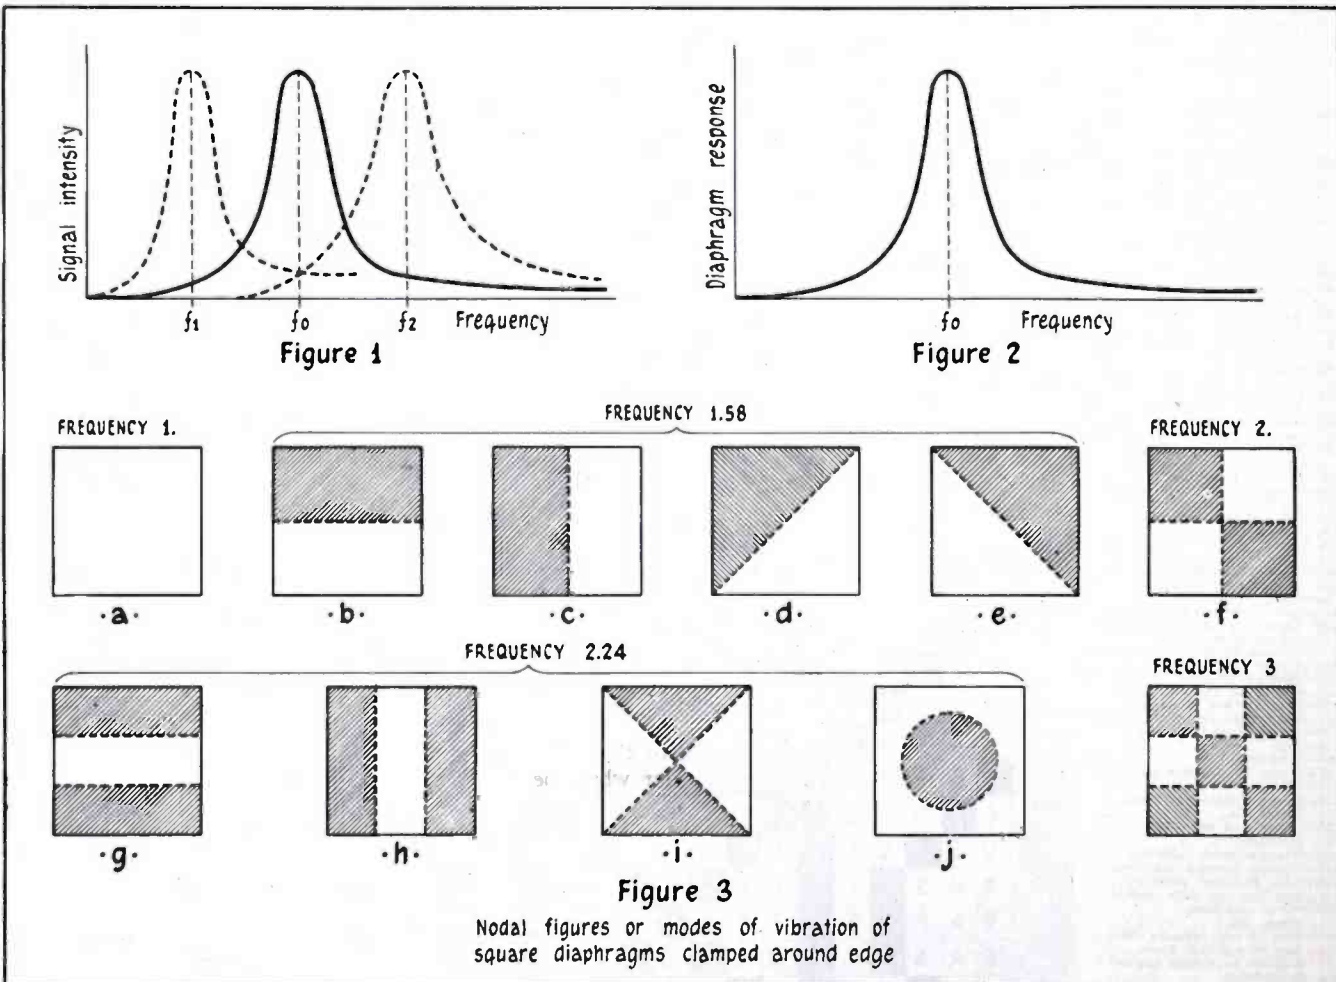 Signal intensity
f1 f0 f2 Frequency
Figure 1
Diaphragm response
f0 Frequency
Figure 2
FREQUENCY 1.
FREQUENCY 1.58
FREQUENCY 2.
·a· ·b· ·c· ·d· ·e· ·f·
FREQUENCY 2.24
FREQUENCY 3
·g· ·h· ·i· ·j·
Figure 3
Nodal figures or modes of vibration of
square diaphragms clamped around edge